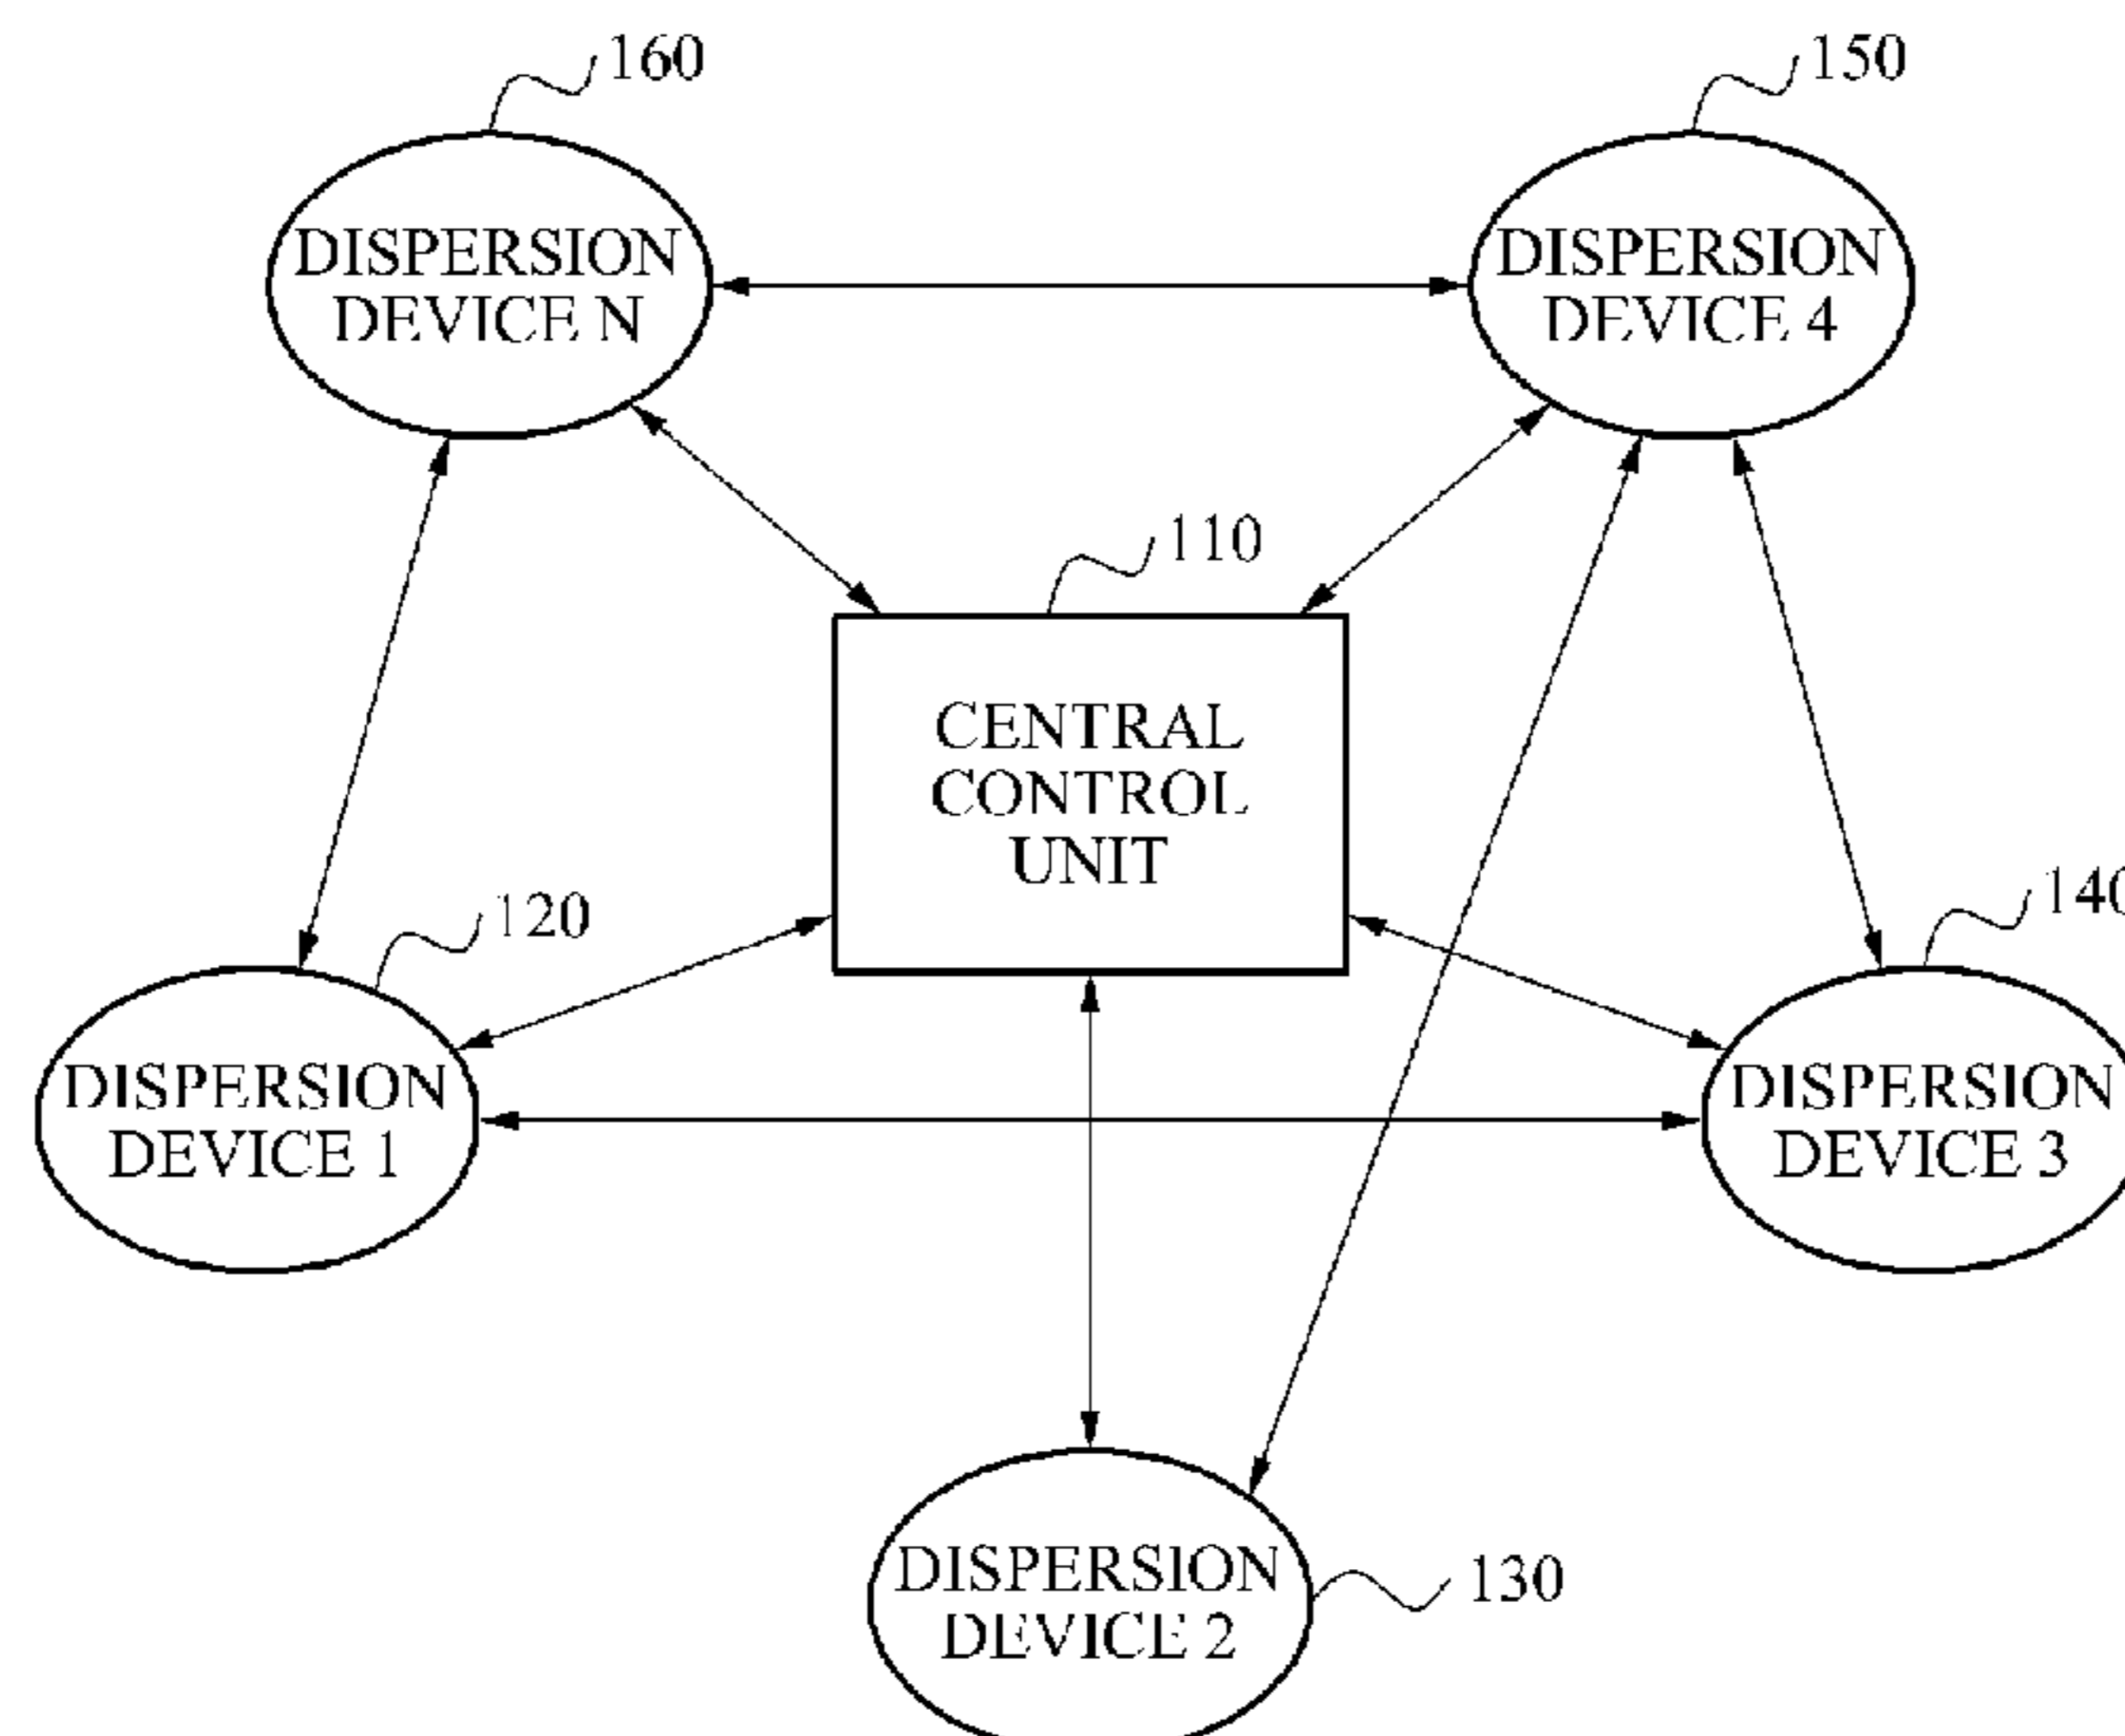 160
150
DISPERSION
DEVICE N
DISPERSION
DEVICE 4
110
CENTRAL
CONTROL
UNIT
120
140
DISPERSION
DEVICE 1
DISPERSION
DEVICE 3
DISPERSION
DEVICE 2
130